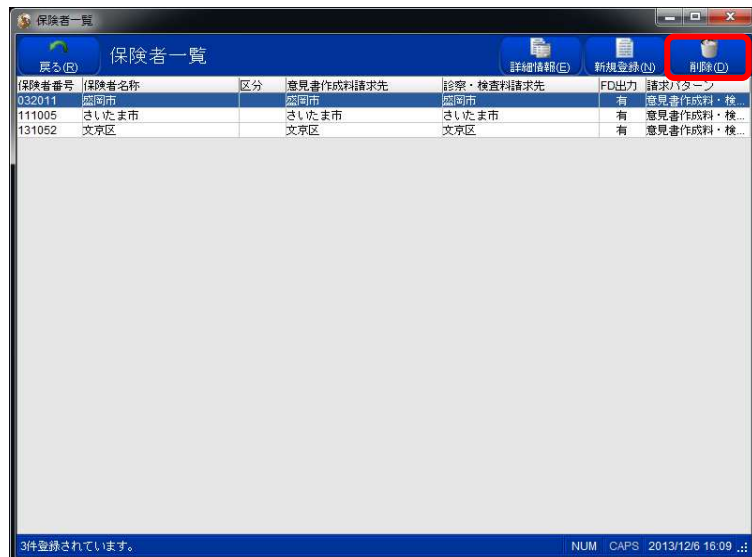 保険者一覧
戻る(R) 保険者一覧 詳細情報(E) 新規登録(N) 削除(D)
保険者番号 保険者名称 区分 意見書作成料請求先 診察・検査料請求先 FD出力 請求パターン
032011 盛岡市 盛岡市 盛岡市 有 意見書作成料・検...
111005 さいたま市 さいたま市 さいたま市 有 意見書作成料・検...
131052 文京区 文京区 文京区 有 意見書作成料・検...
3件登録されています。 NUM CAPS 2013/12/6 16:09